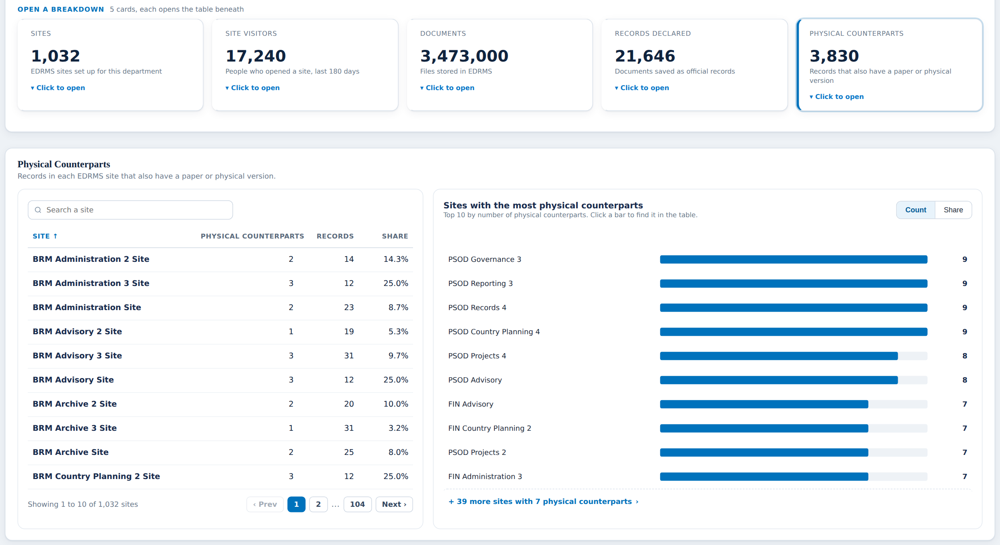 OPEN A BREAKDOWN 5 cards, each opens the table beneath
SITES
1,032
EDRMS sites set up for this department
▾ Click to open
SITE VISITORS
17,240
People who opened a site, last 180 days
▾ Click to open
DOCUMENTS
3,473,000
Files stored in EDRMS
▾ Click to open
RECORDS DECLARED
21,646
Documents saved as official records
▾ Click to open
PHYSICAL COUNTERPARTS
3,830
Records that also have a paper or physical
version
▾ Click to open
Physical Counterparts
Records in each EDRMS site that also have a paper or physical version.
Search a site
SITE ↑ PHYSICAL COUNTERPARTS RECORDS SHARE
BRM Administration 2 Site 2 14 14.3%
BRM Administration 3 Site 3 12 25.0%
BRM Administration Site 2 23 8.7%
BRM Advisory 2 Site 1 19 5.3%
BRM Advisory 3 Site 3 31 9.7%
BRM Advisory Site 3 12 25.0%
BRM Archive 2 Site 2 20 10.0%
BRM Archive 3 Site 1 31 3.2%
BRM Archive Site 2 25 8.0%
BRM Country Planning 2 Site 3 12 25.0%
Showing 1 to 10 of 1,032 sites ‹ Prev 1 2 … 104 Next ›
Sites with the most physical counterparts
Top 10 by number of physical counterparts. Click a bar to find it in the table.
Count Share
PSOD Governance 3 9
PSOD Reporting 3 9
PSOD Records 4 9
PSOD Country Planning 4 9
PSOD Projects 4 8
PSOD Advisory 8
FIN Advisory 7
FIN Country Planning 2 7
PSOD Projects 2 7
FIN Administration 3 7
+ 39 more sites with 7 physical counterparts ›